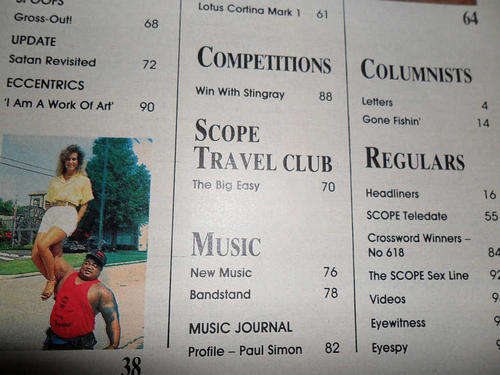 Gross-Out! 68
UPDATE
Satan Revisited 72
ECCENTRICS
'I Am A Work Of Art' 90
38
Lotus Cortina Mark 1 61
COMPETITIONS
Win With Stingray 88
SCOPE
TRAVEL CLUB
The Big Easy 70
MUSIC
New Music 76
Bandstand 78
MUSIC JOURNAL
Profile – Paul Simon 82
64
COLUMNISTS
Letters 4
Gone Fishin' 14
REGULARS
Headliners 16
SCOPE Teledate 55
Crossword Winners –
No 618 84
The SCOPE Sex Line 92
Videos
Eyewitness
Eyespy